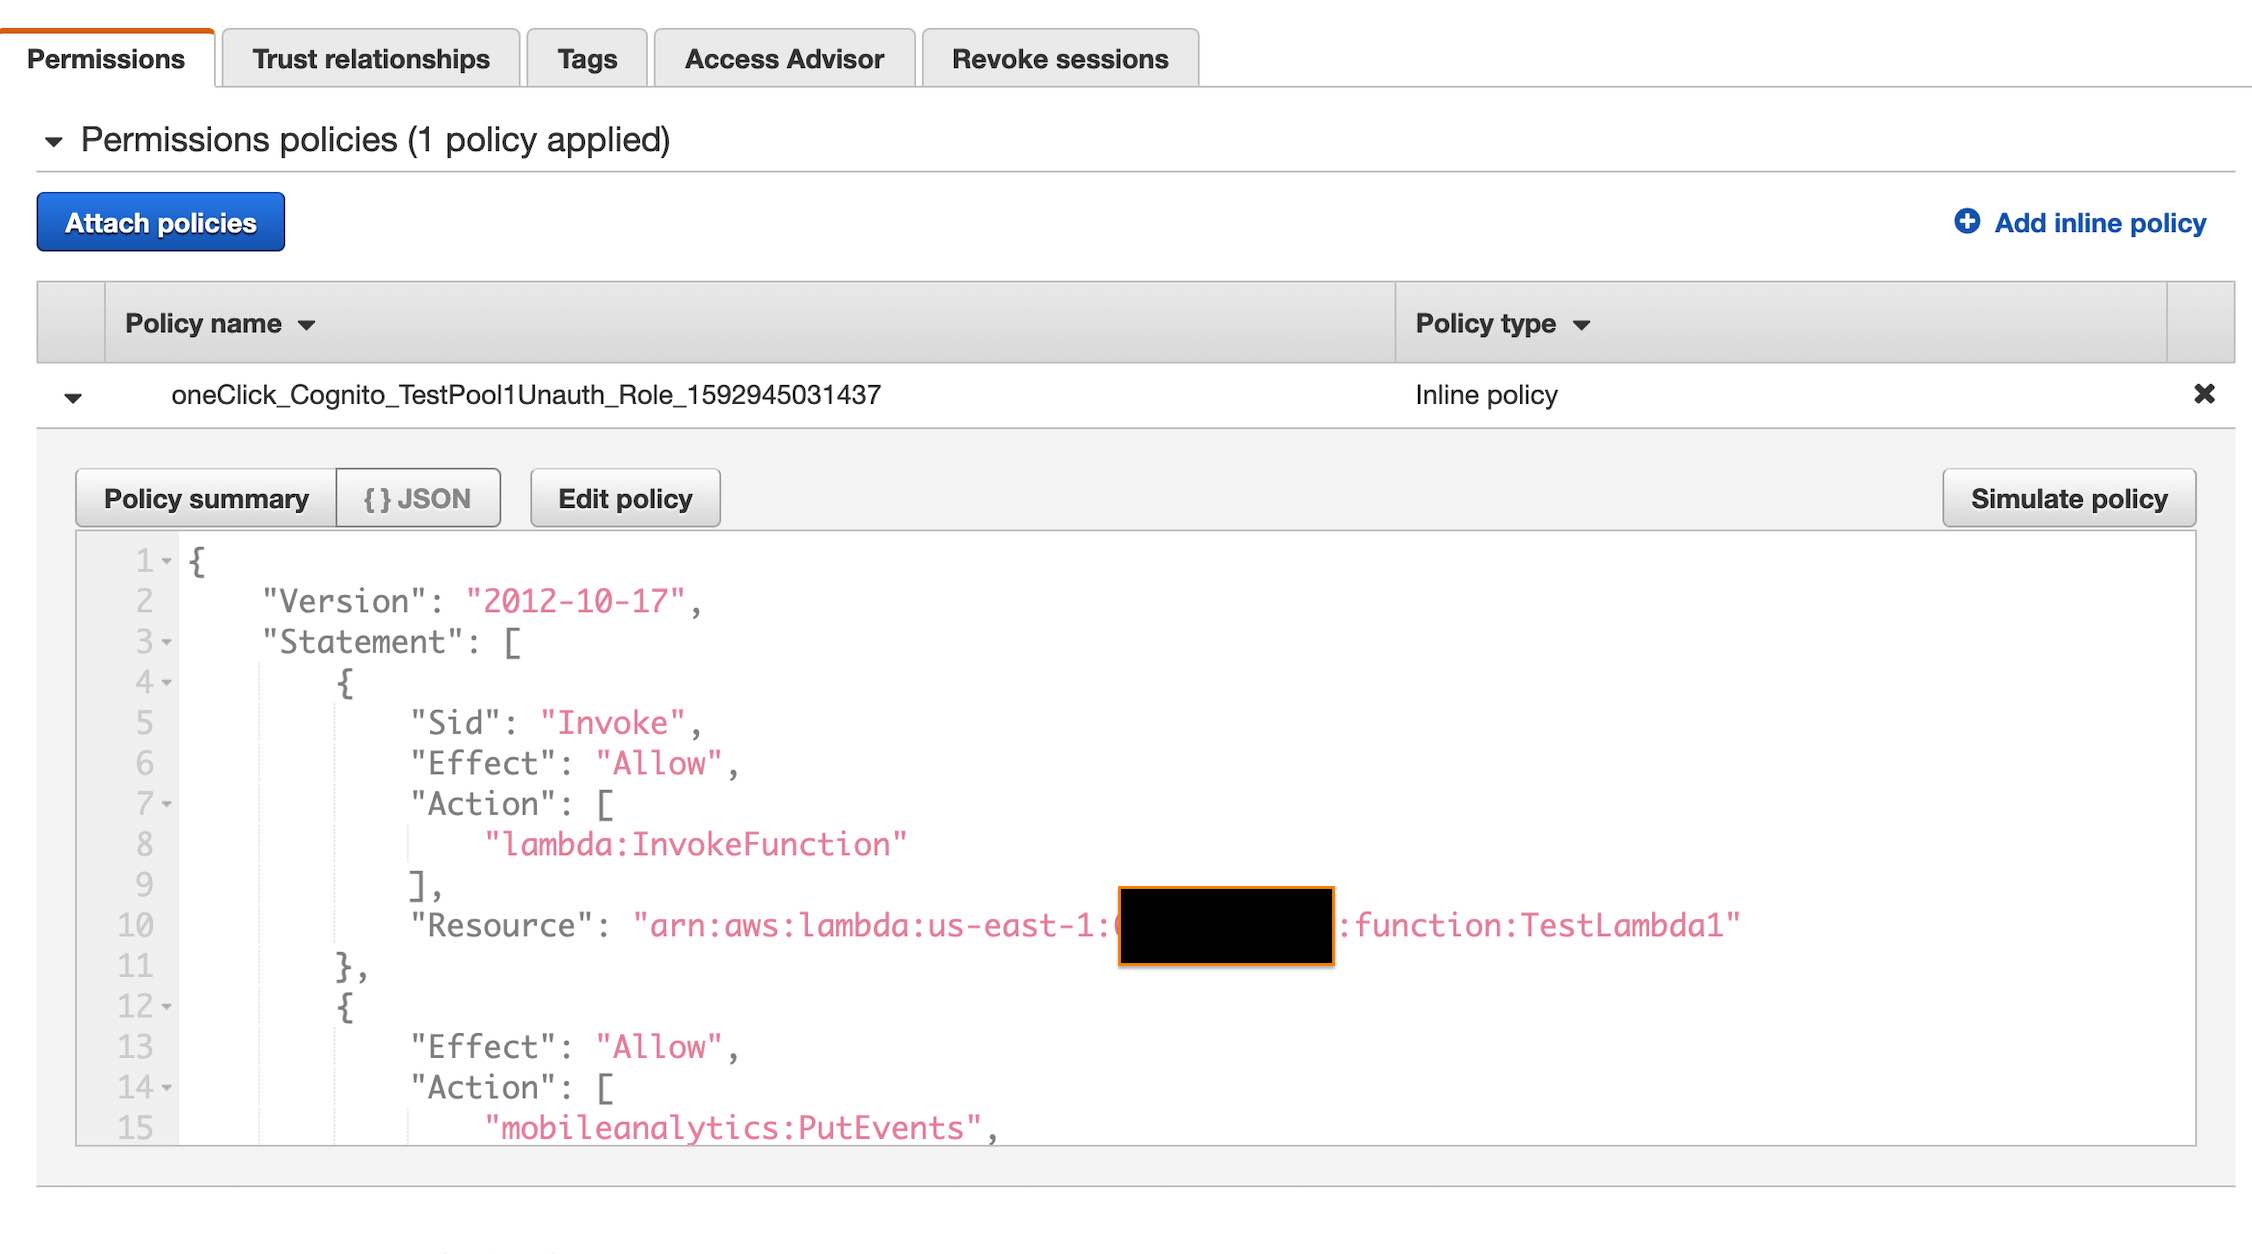 Permissions Trust relationships Tags Access Advisor Revoke sessions
Permissions policies (1 policy applied)
Attach policies Add inline policy
Policy name Policy type
oneClick_Cognito_TestPool1Unauth_Role_1592945031437 Inline policy
Policy summary { } JSON Edit policy Simulate policy
1 {
2 "Version": "2012-10-17",
3 "Statement": [
4 {
5 "Sid": "Invoke",
6 "Effect": "Allow",
7 "Action": [
8 "lambda:InvokeFunction"
9 ],
10 "Resource": "arn:aws:lambda:us-east-1: :function:TestLambda1"
11 },
12 {
13 "Effect": "Allow",
14 "Action": [
15 "mobileanalytics:PutEvents",